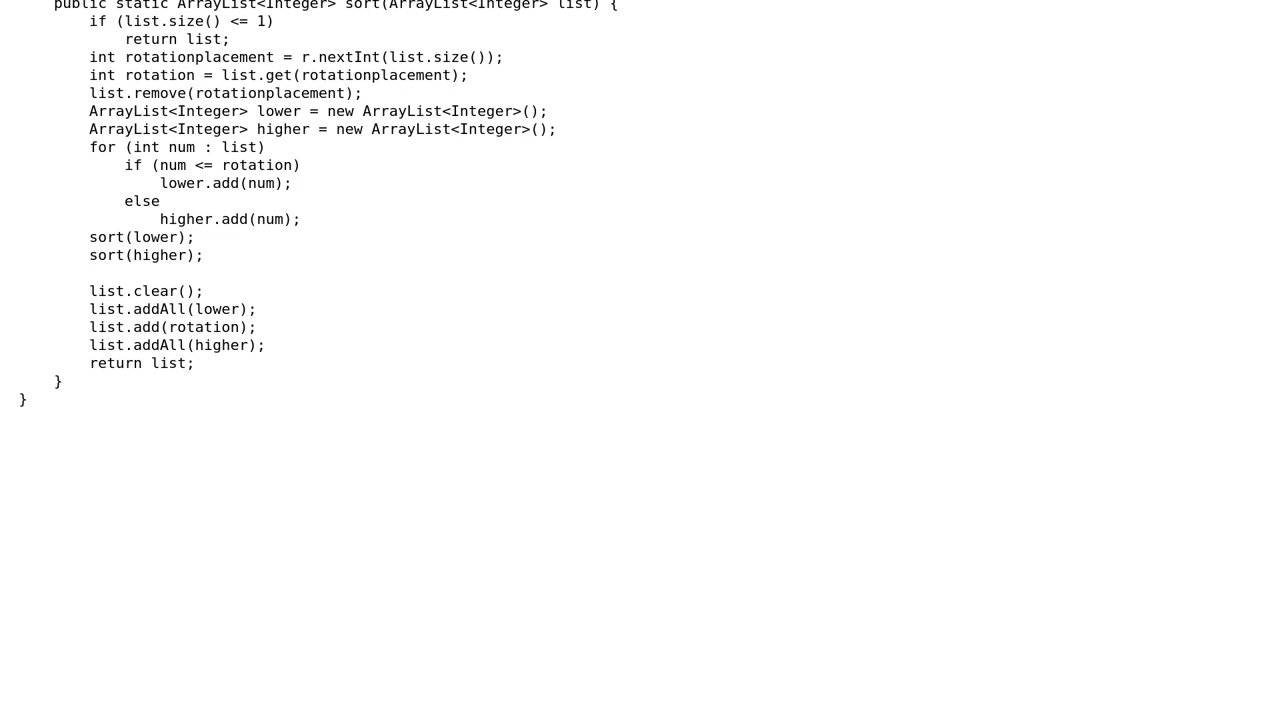 public static ArrayList<Integer> sort(ArrayList<Integer> list) {
if (list.size() <= 1)
return list;
int rotationplacement = r.nextInt(list.size());
int rotation = list.get(rotationplacement);
list.remove(rotationplacement);
ArrayList<Integer> lower = new ArrayList<Integer>();
ArrayList<Integer> higher = new ArrayList<Integer>();
for (int num : list)
if (num <= rotation)
lower.add(num);
else
higher.add(num);
sort(lower);
sort(higher);
list.clear();
list.addAll(lower);
list.add(rotation);
list.addAll(higher);
return list;
}
}